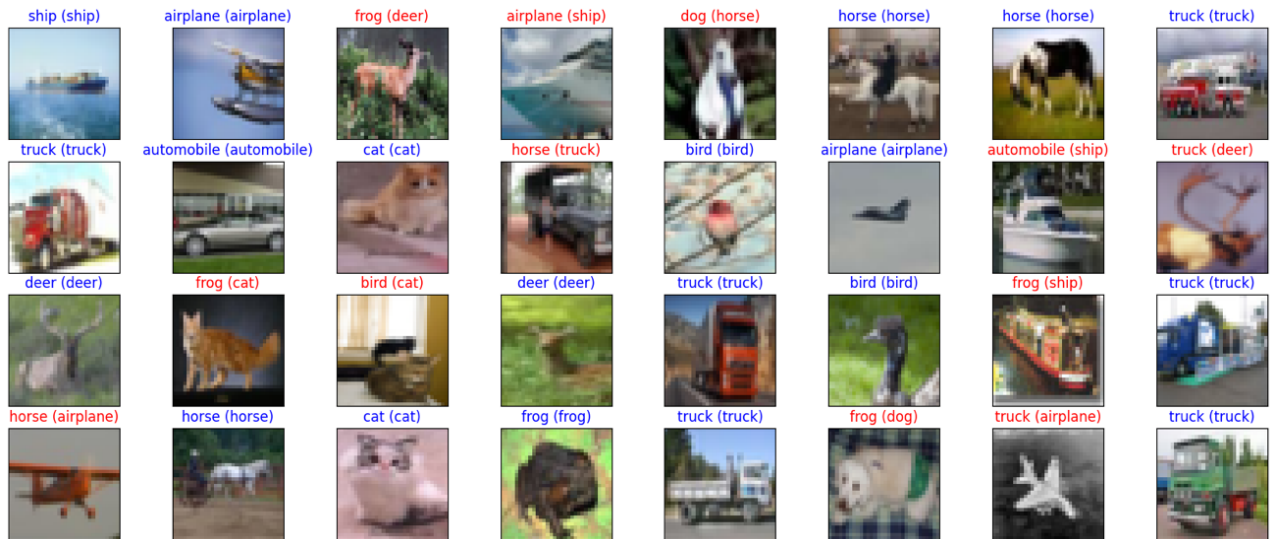 ship (ship) airplane (airplane) frog (deer) airplane (ship) dog (horse) horse (horse) horse (horse) truck (truck)
truck (truck) automobile (automobile) cat (cat) horse (truck) bird (bird) airplane (airplane) automobile (ship) truck (deer)
deer (deer) frog (cat) bird (cat) deer (deer) truck (truck) bird (bird) frog (ship) truck (truck)
horse (airplane) horse (horse) cat (cat) frog (frog) truck (truck) frog (dog) truck (airplane) truck (truck)